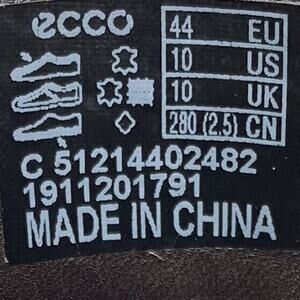 ecco
44 EU
10 US
10 UK
280 (2.5) CN
C 51214402482
1911201791
MADE IN CHINA